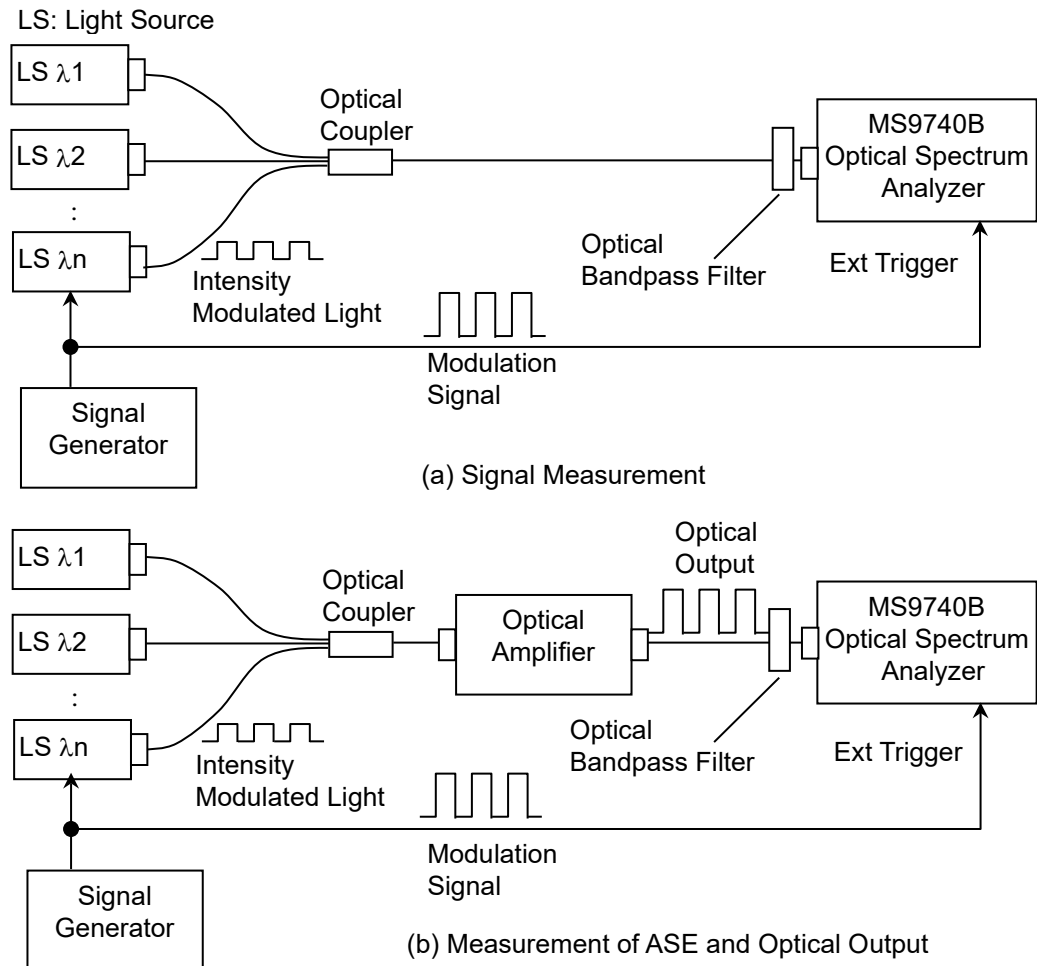 LS: Light Source
LS λ1
Optical
Coupler
MS9740B
Optical Spectrum
Analyzer
LS λ2
:
LS λn
Intensity
Modulated Light
Optical
Bandpass Filter
Ext Trigger
Modulation
Signal
Signal
Generator
(a) Signal Measurement
LS λ1
Optical
Coupler
Optical
Amplifier
Optical
Output
MS9740B
Optical Spectrum
Analyzer
LS λ2
:
LS λn
Intensity
Modulated Light
Optical
Bandpass Filter
Ext Trigger
Modulation
Signal
Signal
Generator
(b) Measurement of ASE and Optical Output